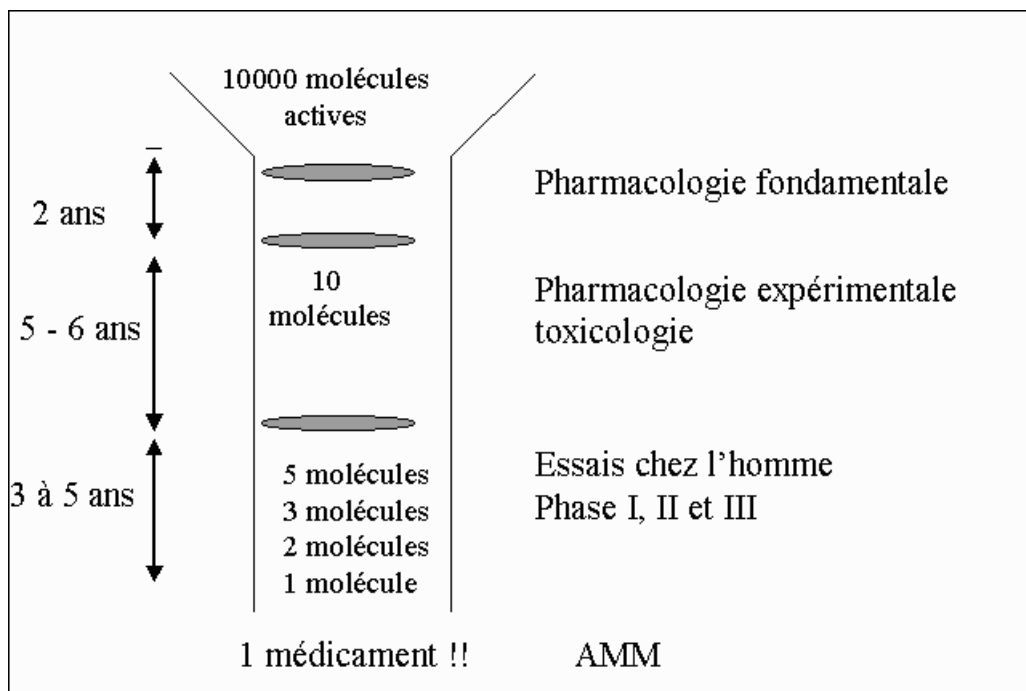 10000 molécules
actives
2 ans
Pharmacologie fondamentale
10
molécules
5 - 6 ans
Pharmacologie expérimentale
toxicologie
3 à 5 ans
5 molécules
3 molécules
2 molécules
1 molécule
Essais chez l'homme
Phase I, II et III
1 médicament !!
AMM